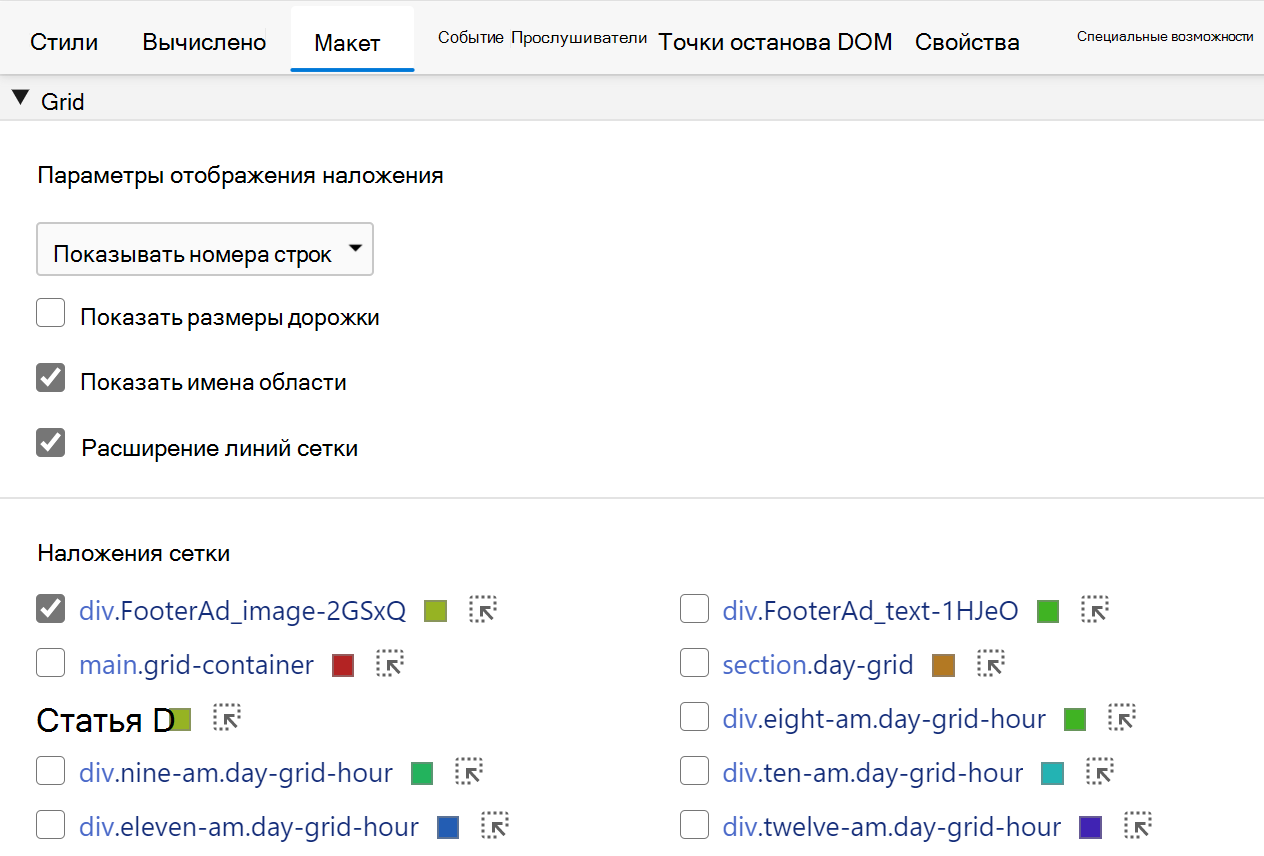 Стили Вычислено Макет Событие Прослушиватели Точки останова DOM Свойства Специальные возможности
Grid
Параметры отображения наложения
Показывать номера строк
Показать размеры дорожки
Показать имена области
Расширение линий сетки
Наложения сетки
div.FooterAd_image-2GSxQ div.FooterAd_text-1HJeO
main.grid-container section.day-grid
Статья D div.eight-am.day-grid-hour
div.nine-am.day-grid-hour div.ten-am.day-grid-hour
div.eleven-am.day-grid-hour div.twelve-am.day-grid-hour